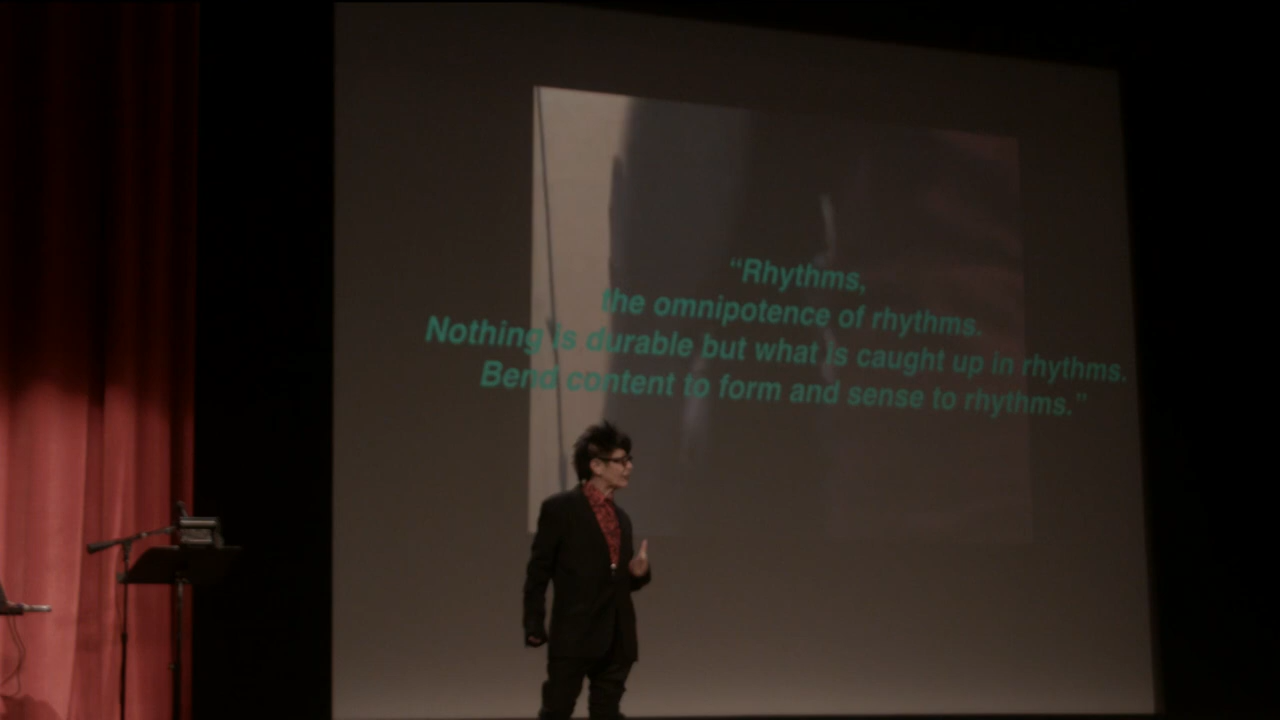 “Rhythms,
the omnipotence of rhythms.
Nothing is durable but what is caught up in rhythms.
Bend content to form and sense to rhythms.”